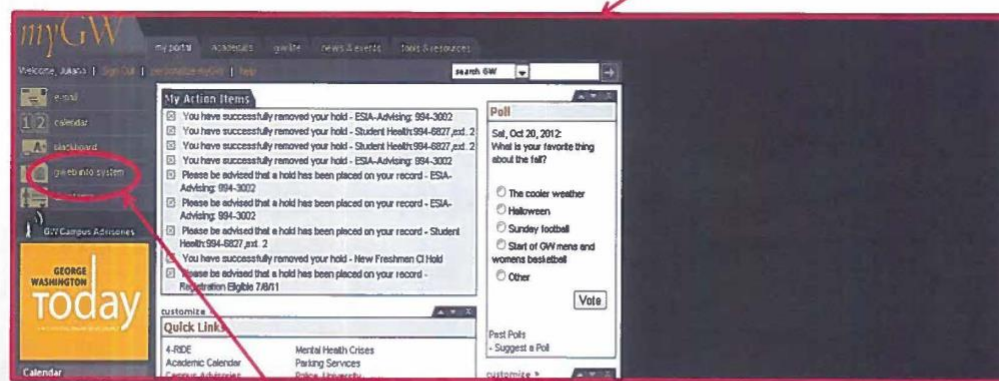 myGW
my portal academics gw life news & events tools & resources
Welcome, Juliana | Sign Out | personalize myGW | help
search GW
e-mail
12 calendar
blackboard
gweb info system
GW Campus Advisories
GEORGE
WASHINGTON
today
Calendar
My Action Items
You have successfully removed your hold - ESIA-Advising: 994-3002
You have successfully removed your hold - Student Health:994-6827,ext. 2
You have successfully removed your hold - Student Health:994-6827,ext. 2
You have successfully removed your hold - ESIA-Advising: 994-3002
Please be advised that a hold has been placed on your record - ESIA-
Advising: 994-3002
Please be advised that a hold has been placed on your record - ESIA-
Advising: 994-3002
Please be advised that a hold has been placed on your record - Student
Health:994-6827,ext. 2
You have successfully removed your hold - New Freshmen CI Hold
Please be advised that a hold has been placed on your record -
Registration Eligible 7/6/11
customize
Quick Links
4-RIDE Mental Health Crises
Academic Calendar Parking Services
Campus Advisories Police, University
Poll
Sat, Oct 20, 2012:
What is your favorite thing
about the fall?
The cooler weather
Halloween
Sunday football
Start of GW mens and
womens basketball
Other
Vote
Past Polls
- Suggest a Poll
customize